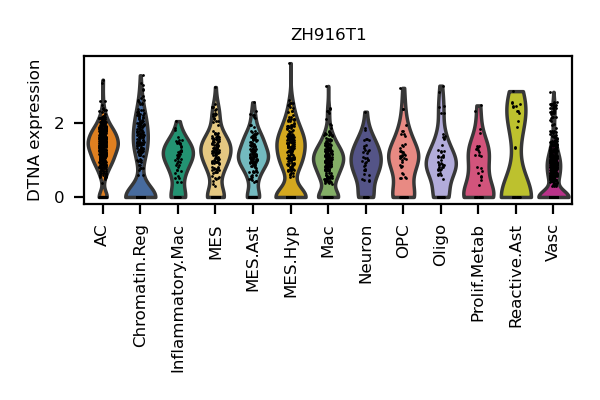 ZH916T1
DTNA expression
2
0
AC
Chromatin.Reg
Inflammatory.Mac
MES
MES.Ast
MES.Hyp
Mac
Neuron
OPC
Oligo
Prolif.Metab
Reactive.Ast
Vasc